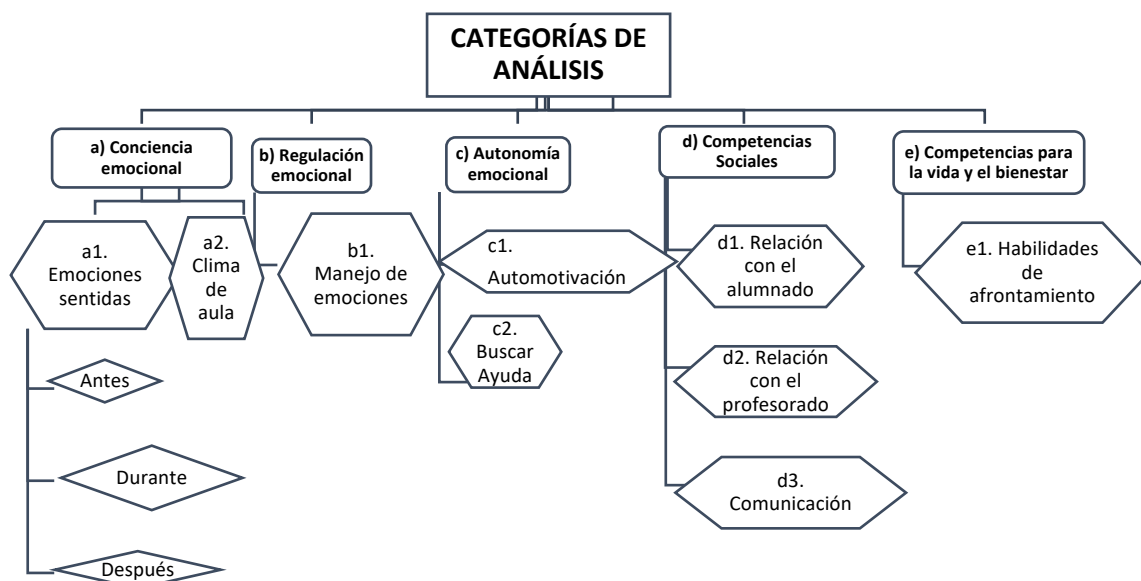 CATEGORÍAS DE
ANÁLISIS
a) Conciencia
emocional
b) Regulación
emocional
c) Autonomía
emocional
d) Competencias
Sociales
e) Competencias para
la vida y el bienestar
a1.
Emociones
sentidas
a2.
Clima
de
aula
b1.
Manejo de
emociones
c1.
Automotivación
d1. Relación
con el
alumnado
e1. Habilidades
de
afrontamiento
c2.
Buscar
Ayuda
Antes
d2. Relación
con el
profesorado
Durante
d3.
Comunicación
Después